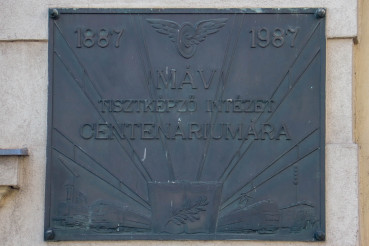 1887 1987
MÁV
TISZTKÉPZŐ INTÉZET
CENTENÁRIUMÁRA